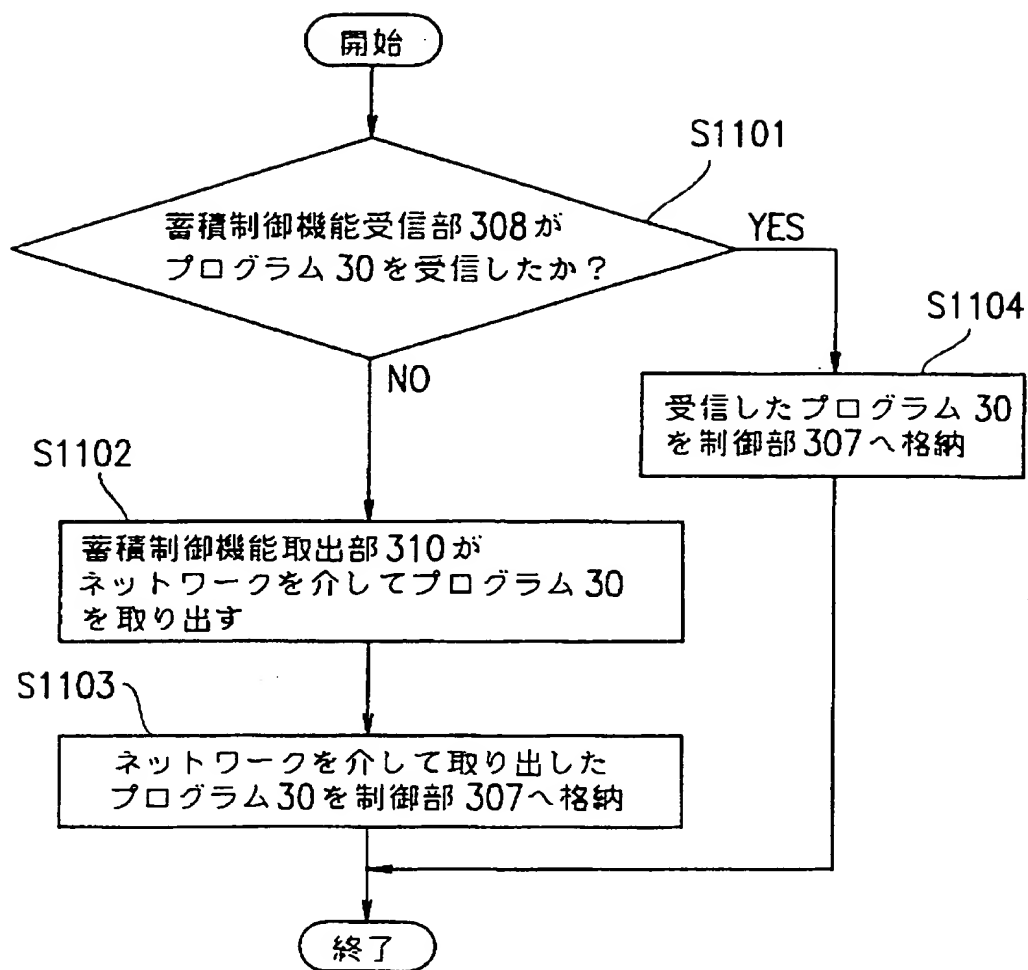 開始
S1101
蓄積制御機能受信部308が
プログラム30を受信したか?
YES
NO
S1104
受信したプログラム30
を制御部307へ格納
S1102
蓄積制御機能取出部310が
ネットワークを介してプログラム30
を取り出す
S1103
ネットワークを介して取り出した
プログラム30を制御部307へ格納
終了